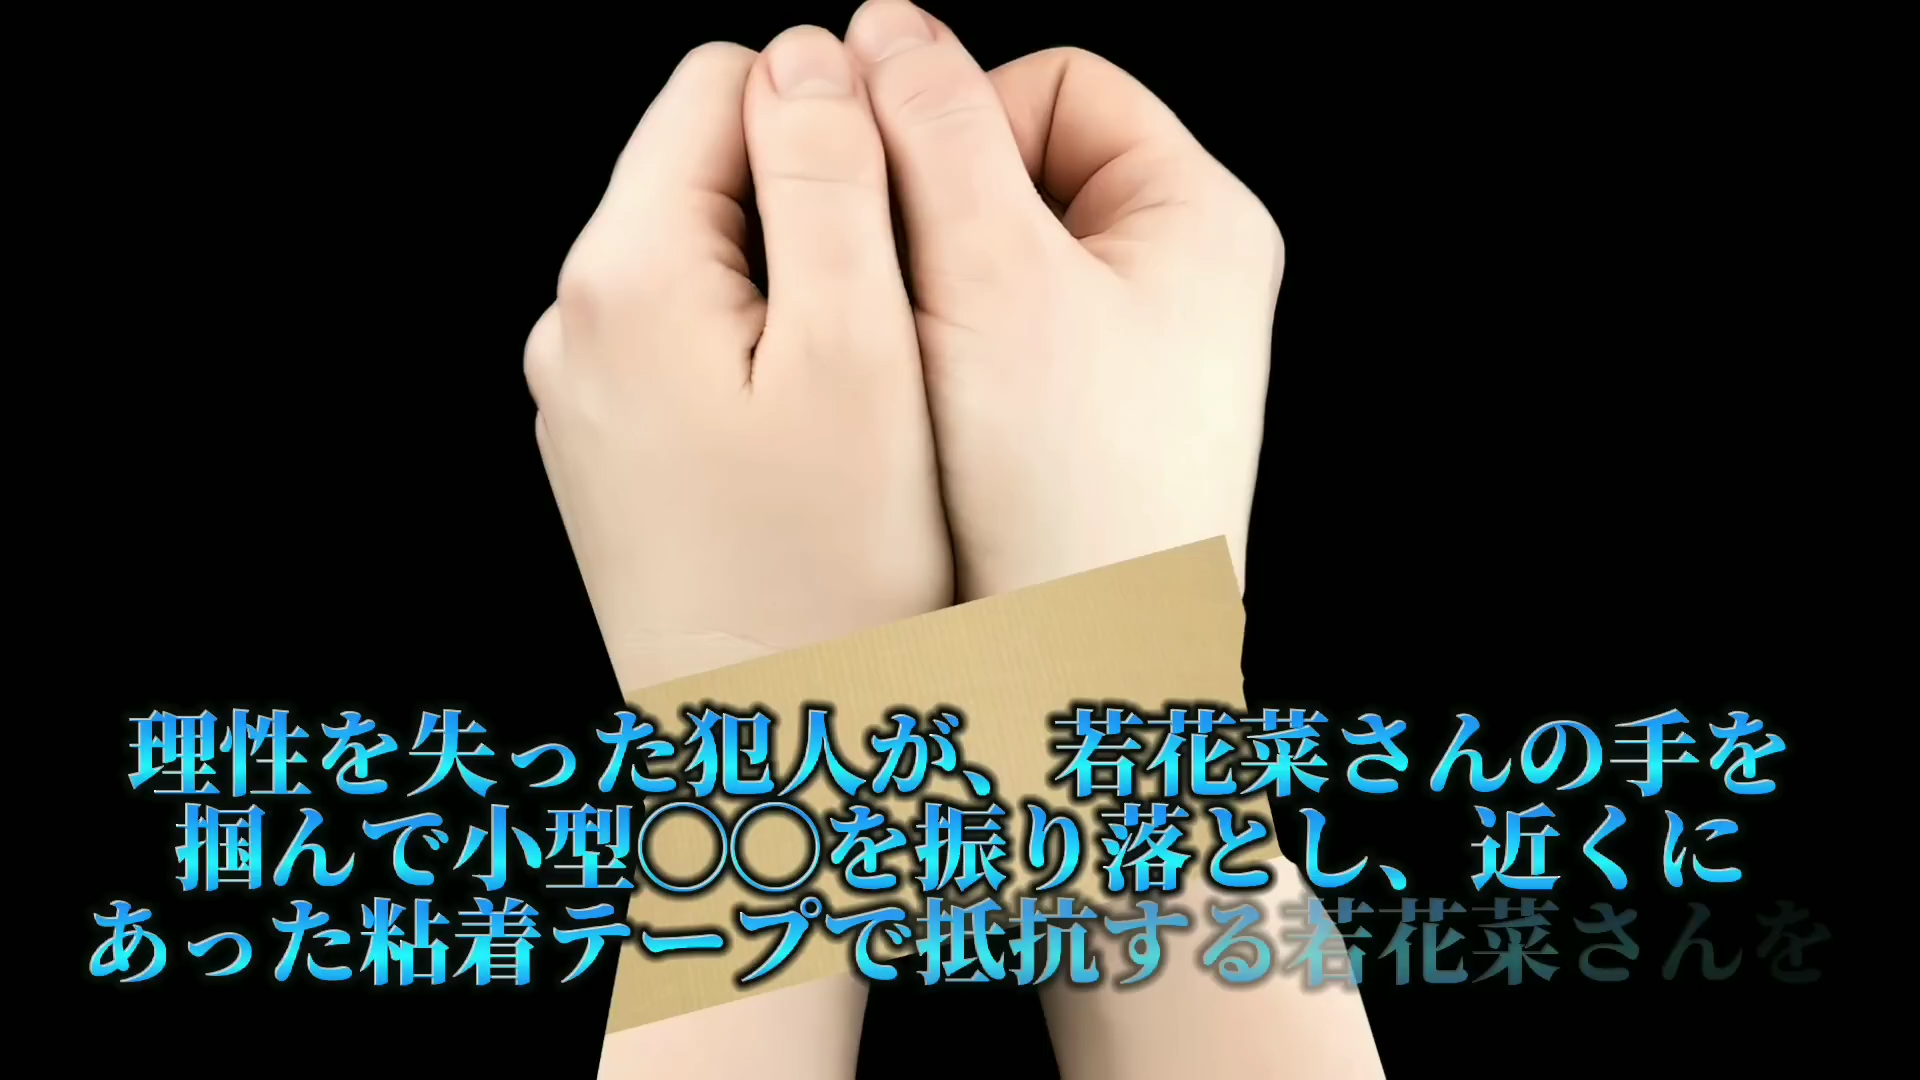 理性を失った犯人が、若花菜さんの手を
掴んで小型〇〇を振り落とし、近くに
あった粘着テープで抵抗する若花菜さんを